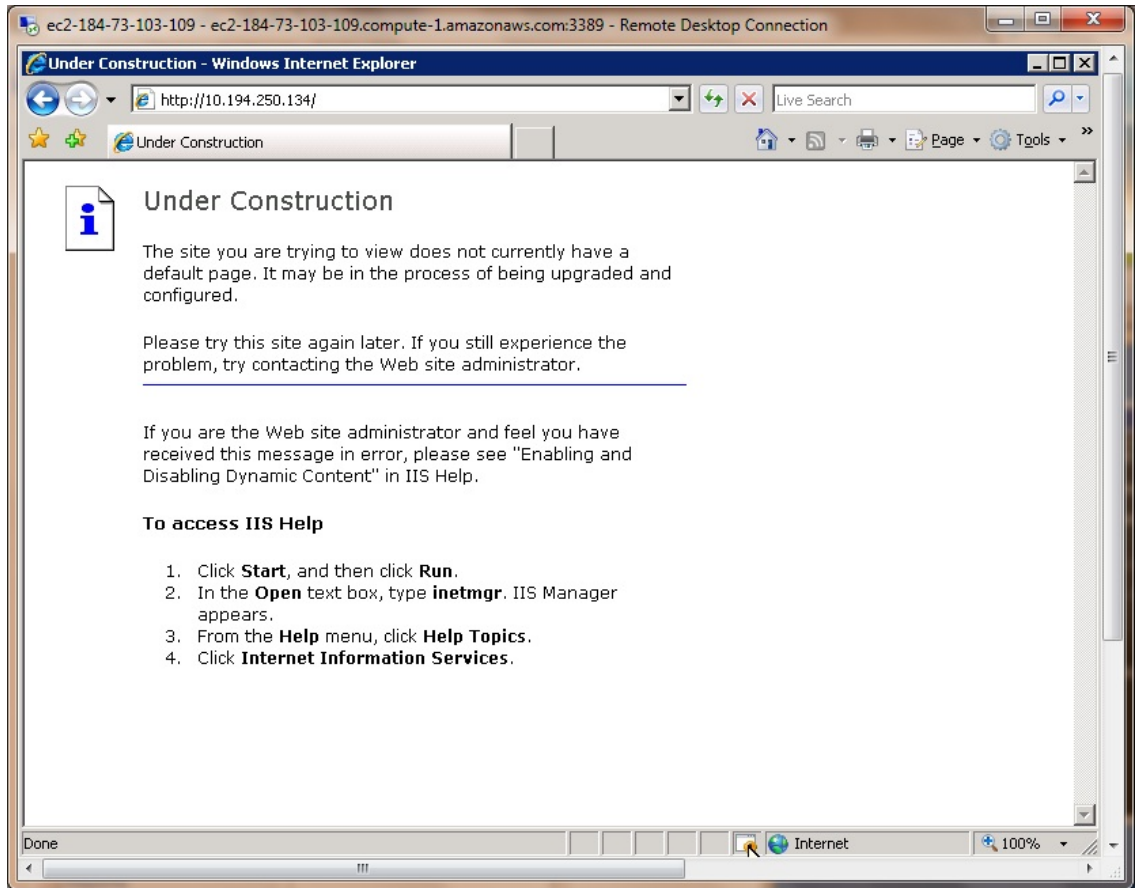 ec2-184-73-103-109 - ec2-184-73-103-109.compute-1.amazonaws.com:3389 - Remote Desktop Connection
Under Construction - Windows Internet Explorer
http://10.194.250.134/
Live Search
Under Construction
Page
Tools
»
Under Construction
The site you are trying to view does not currently have a
default page. It may be in the process of being upgraded and
configured.
Please try this site again later. If you still experience the
problem, try contacting the Web site administrator.
If you are the Web site administrator and feel you have
received this message in error, please see "Enabling and
Disabling Dynamic Content" in IIS Help.
To access IIS Help
1. Click Start, and then click Run.
2. In the Open text box, type inetmgr. IIS Manager
appears.
3. From the Help menu, click Help Topics.
4. Click Internet Information Services.
Done
Internet
100%